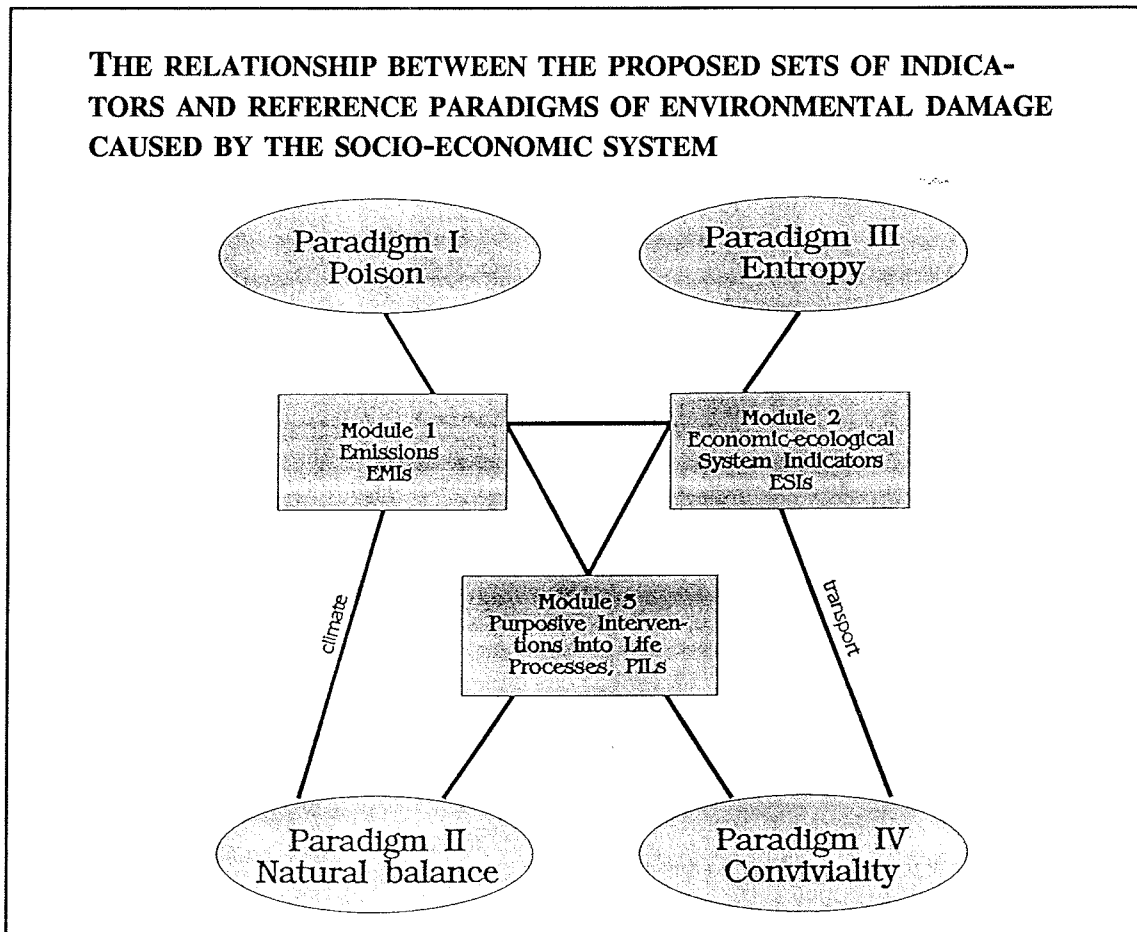 THE RELATIONSHIP BETWEEN THE PROPOSED SETS OF INDICA-
TORS AND REFERENCE PARADIGMS OF ENVIRONMENTAL DAMAGE
CAUSED BY THE SOCIO-ECONOMIC SYSTEM
Paradigm I
Poison
Paradigm III
Entropy
Module 1
Emissions
EMIs
Module 2
Economic-ecological
System Indicators
ESIs
climate
Module 3
Purposive Interven-
tions into Life
Processes, PILs
transport
Paradigm II
Natural balance
Paradigm IV
Conviviality